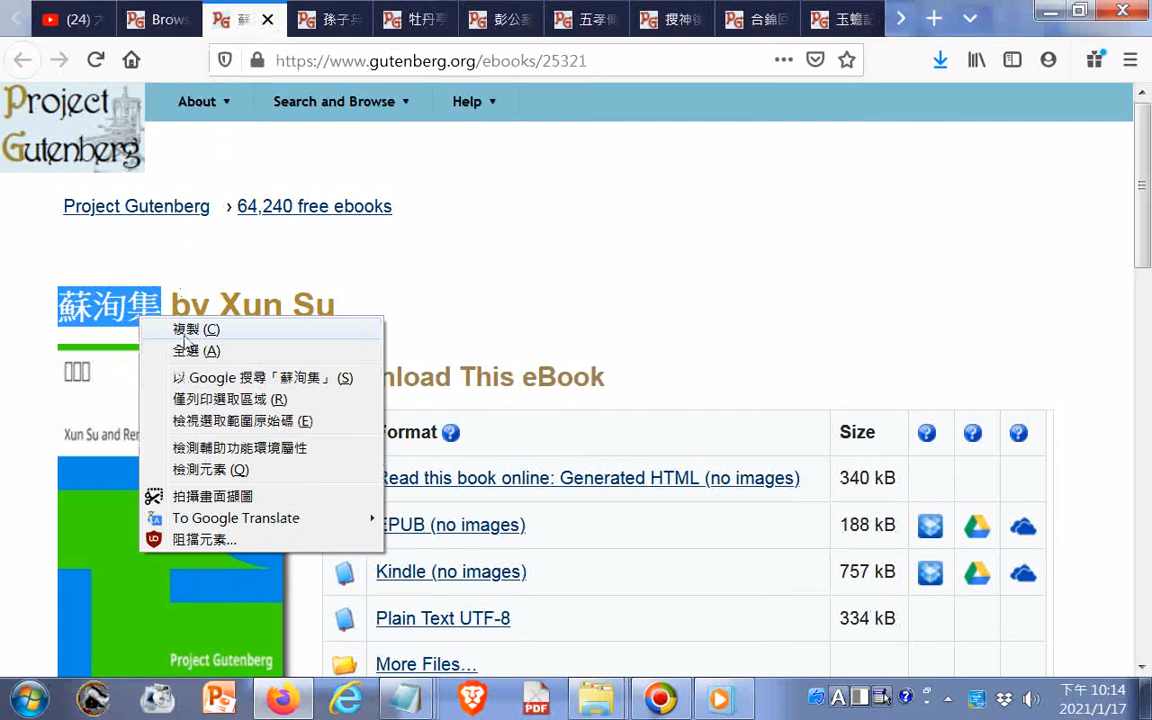 (24)
Brows
蘇
孫子兵
牡丹亭
彭公案
五孝傳
搜神後
合錦回
玉蟾記
https://www.gutenberg.org/ebooks/25321
Project Gutenberg
About
Search and Browse
Help
Project Gutenberg › 64,240 free ebooks
蘇洵集 by Xun Su
複製 (C)
全選 (A)
以 Google 搜尋「蘇洵集」 (S)
僅列印選取區域 (R)
檢視選取範圍原始碼 (E)
檢測輔助功能環境屬性
檢測元素 (Q)
拍攝畫面擷圖
To Google Translate
阻擋元素...
Xun Su and Ren
Project Gutenberg
nload This eBook
Format
Size
Read this book online: Generated HTML (no images) 340 kB
EPUB (no images) 188 kB
Kindle (no images) 757 kB
Plain Text UTF-8 334 kB
More Files…
PDF
下午 10:14
2021/1/17